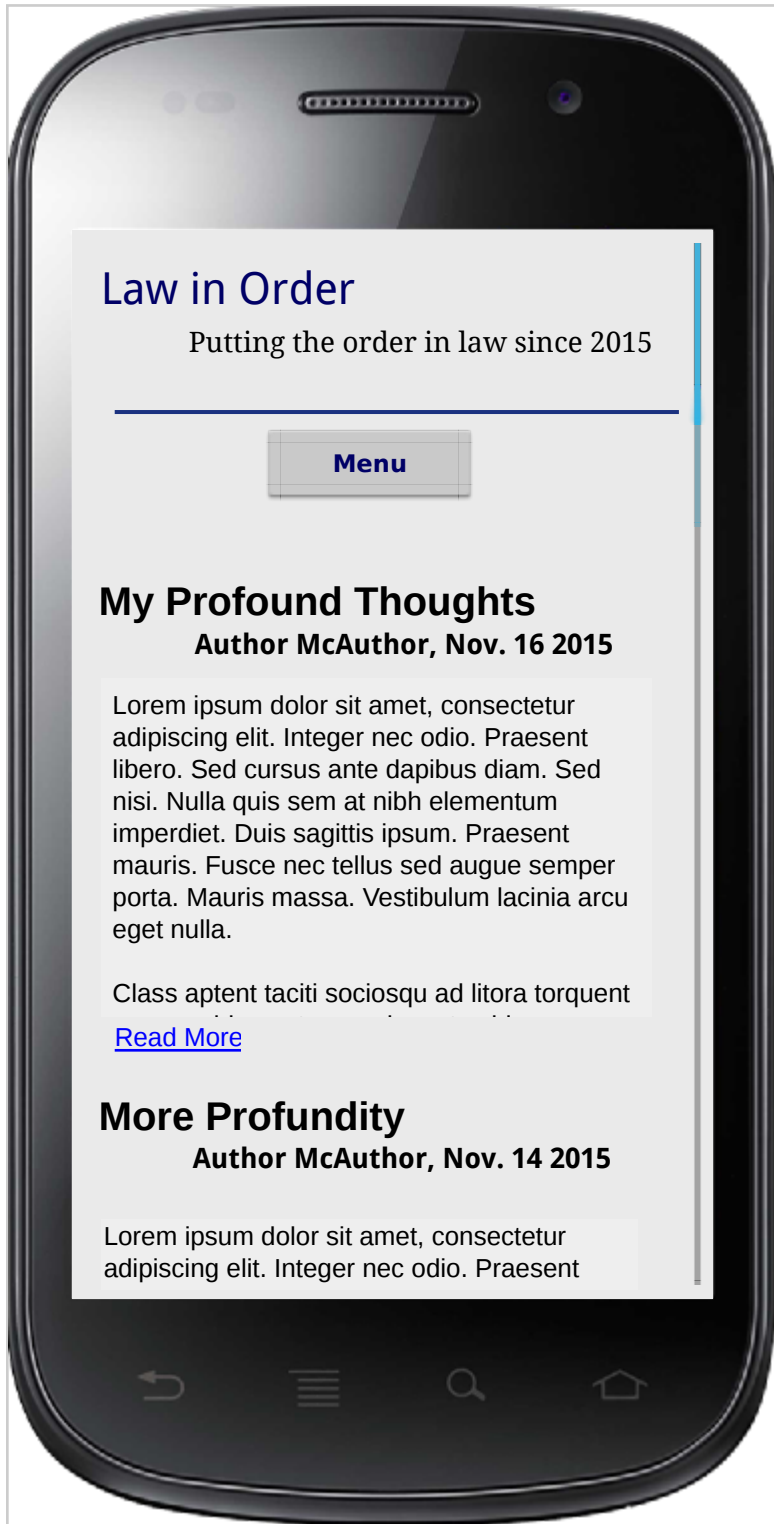 Law in Order
Putting the order in law since 2015
Menu
My Profound Thoughts
Author McAuthor, Nov. 16 2015
Lorem ipsum dolor sit amet, consectetur
adipiscing elit. Integer nec odio. Praesent
libero. Sed cursus ante dapibus diam. Sed
nisi. Nulla quis sem at nibh elementum
imperdiet. Duis sagittis ipsum. Praesent
mauris. Fusce nec tellus sed augue semper
porta. Mauris massa. Vestibulum lacinia arcu
eget nulla.
Class aptent taciti sociosqu ad litora torquent
Read More
More Profundity
Author McAuthor, Nov. 14 2015
Lorem ipsum dolor sit amet, consectetur
adipiscing elit. Integer nec odio. Praesent